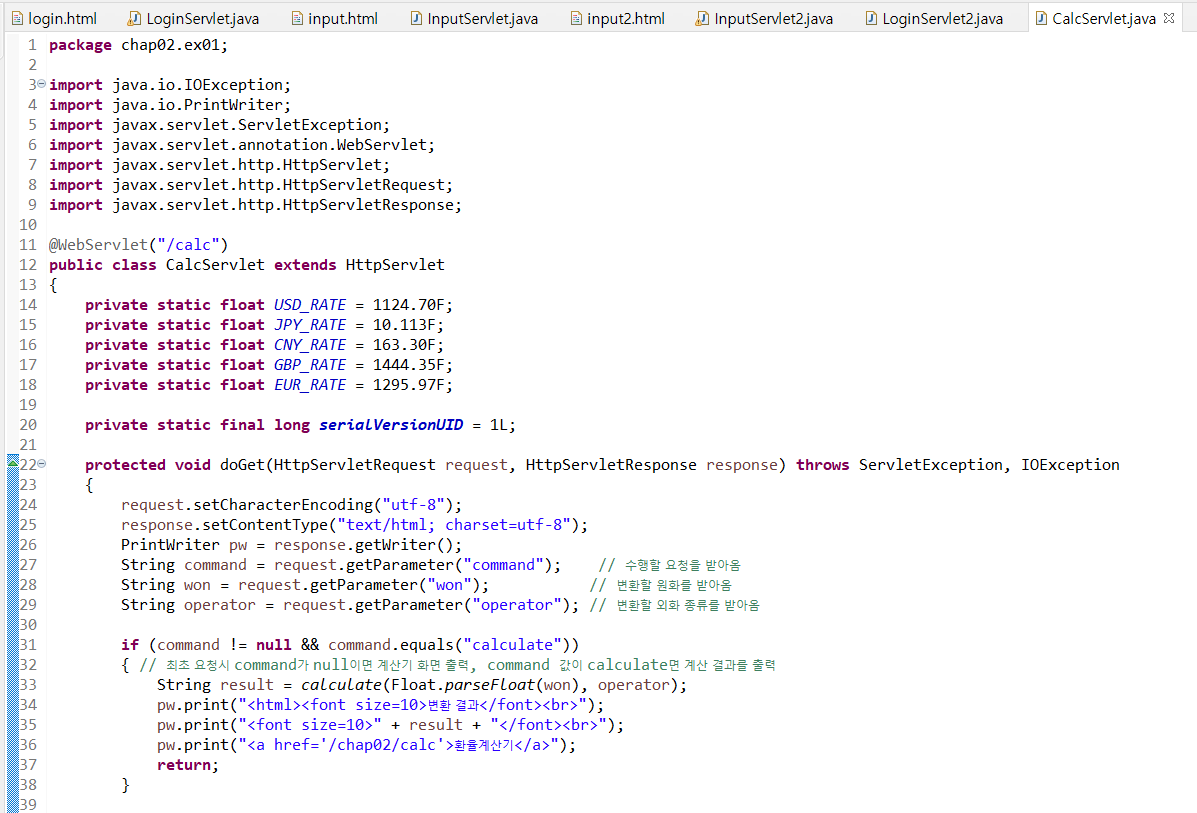 login.html LoginServlet.java input.html InputServlet.java input2.html InputServlet2.java LoginServlet2.java CalcServlet.java
1 package chap02.ex01;
2
3 import java.io.IOException;
4 import java.io.PrintWriter;
5 import javax.servlet.ServletException;
6 import javax.servlet.annotation.WebServlet;
7 import javax.servlet.http.HttpServlet;
8 import javax.servlet.http.HttpServletRequest;
9 import javax.servlet.http.HttpServletResponse;
10
11 @WebServlet("/calc")
12 public class CalcServlet extends HttpServlet
13 {
14     private static float USD_RATE = 1124.70F;
15     private static float JPY_RATE = 10.113F;
16     private static float CNY_RATE = 163.30F;
17     private static float GBP_RATE = 1444.35F;
18     private static float EUR_RATE = 1295.97F;
19
20     private static final long serialVersionUID = 1L;
21
22     protected void doGet(HttpServletRequest request, HttpServletResponse response) throws ServletException, IOException
23     {
24         request.setCharacterEncoding("utf-8");
25         response.setContentType("text/html; charset=utf-8");
26         PrintWriter pw = response.getWriter();
27         String command = request.getParameter("command");    // 수행할 요청을 받아옴
28         String won = request.getParameter("won");           // 변환할 원화를 받아옴
29         String operator = request.getParameter("operator"); // 변환할 외화 종류를 받아옴
30
31         if (command != null && command.equals("calculate"))
32         { // 최초 요청시 command가 null이면 계산기 화면 출력, command 값이 calculate면 계산 결과를 출력
33             String result = calculate(Float.parseFloat(won), operator);
34             pw.print("<html><font size=10>변환 결과</font><br>");
35             pw.print("<font size=10>" + result + "</font><br>");
36             pw.print("<a href='/chap02/calc'>환율계산기</a>");
37             return;
38         }
39